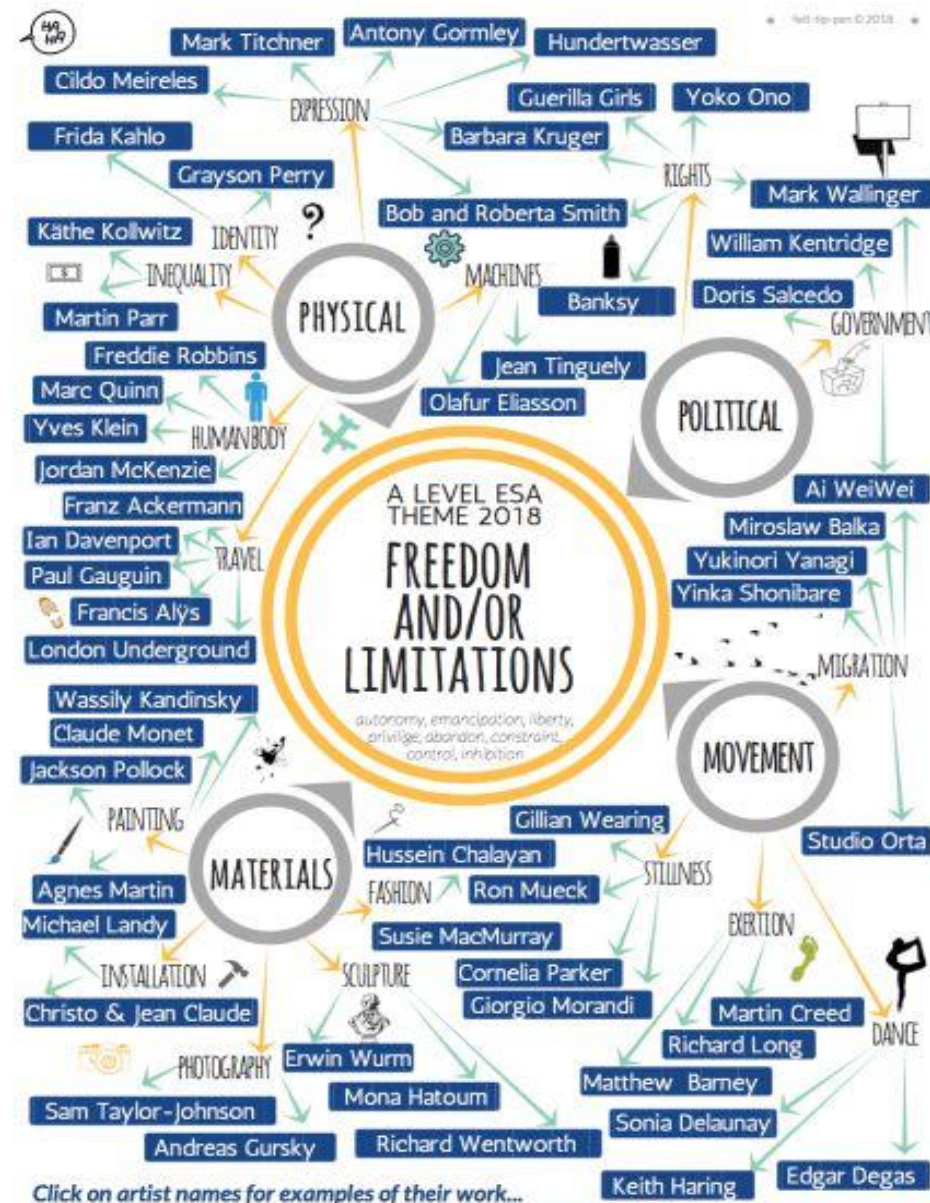 HA
HA
felt-tip-pen © 2018
Mark Titchner
Antony Gormley
Hundertwasser
Cildo Meireles
EXPRESSION
Guerilla Girls
Yoko Ono
Frida Kahlo
Barbara Kruger
Grayson Perry
RIGHTS
Mark Wallinger
Bob and Roberta Smith
Käthe Kollwitz
IDENTITY
?
William Kentridge
INEQUALITY
MACHINES
Banksy
Doris Salcedo
Martin Parr
PHYSICAL
GOVERNMENT
Freddie Robbins
Jean Tinguely
Marc Quinn
Olafur Eliasson
POLITICAL
Yves Klein
HUMAN BODY
Jordan McKenzie
Franz Ackermann
Ai WeiWei
Ian Davenport
TRAVEL
Miroslaw Balka
Paul Gauguin
Yukinori Yanagi
Francis Alÿs
Yinka Shonibare
London Underground
A LEVEL ESA
THEME 2018
FREEDOM
AND/OR
LIMITATIONS
autonomy, emancipation, liberty,
privilige, abandon, constraint,
control, inhibition
MIGRATION
Wassily Kandinsky
Claude Monet
Jackson Pollock
MOVEMENT
PAINTING
Gillian Wearing
Studio Orta
Hussein Chalayan
MATERIALS
FASHION
Ron Mueck
STILLNESS
Agnes Martin
Michael Landy
Susie MacMurray
EXERTION
INSTALLATION
SCULPTURE
Cornelia Parker
Giorgio Morandi
Martin Creed
Christo & Jean Claude
Richard Long
DANCE
PHOTOGRAPHY
Erwin Wurm
Matthew Barney
Sam Taylor-Johnson
Mona Hatoum
Sonia Delaunay
Andreas Gursky
Richard Wentworth
Keith Haring
Edgar Degas
Click on artist names for examples of their work...